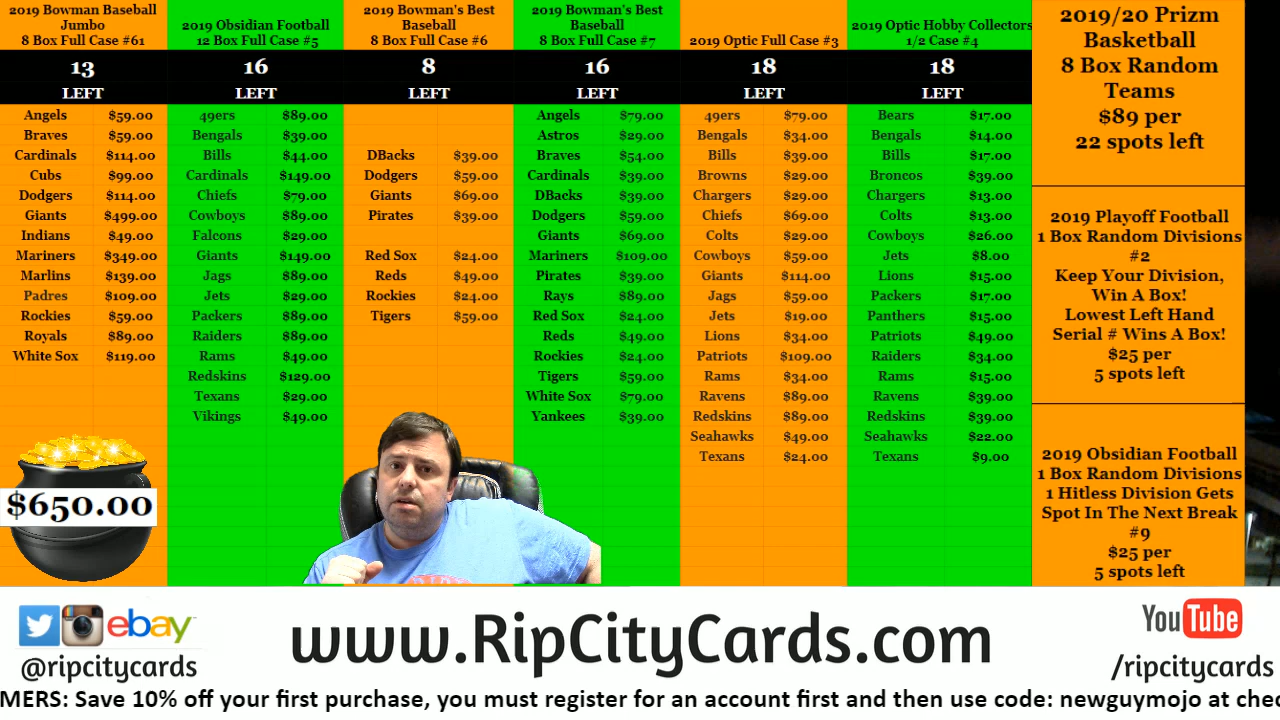 2019 Bowman Baseball
Jumbo
8 Box Full Case #61
13
LEFT
Angels $59.00
Braves $59.00
Cardinals $114.00
Cubs $99.00
Dodgers $114.00
Giants $499.00
Indians $49.00
Mariners $349.00
Marlins $139.00
Padres $109.00
Rockies $59.00
Royals $89.00
White Sox $119.00
$650.00
2019 Obsidian Football
12 Box Full Case #5
16
LEFT
49ers $89.00
Bengals $39.00
Bills $44.00
Cardinals $149.00
Chiefs $79.00
Cowboys $89.00
Falcons $29.00
Giants $149.00
Jags $89.00
Jets $29.00
Packers $89.00
Raiders $89.00
Rams $49.00
Redskins $129.00
Texans $29.00
Vikings $49.00
2019 Bowman's Best
Baseball
8 Box Full Case #6
8
LEFT
DBacks $39.00
Dodgers $59.00
Giants $69.00
Pirates $39.00
Red Sox $24.00
Reds $49.00
Rockies $24.00
Tigers $59.00
2019 Bowman's Best
Baseball
8 Box Full Case #7
16
LEFT
Angels $79.00
Astros $29.00
Braves $54.00
Cardinals $39.00
DBacks $39.00
Dodgers $59.00
Giants $69.00
Mariners $109.00
Pirates $39.00
Rays $89.00
Red Sox $24.00
Reds $49.00
Rockies $24.00
Tigers $59.00
White Sox $79.00
Yankees $39.00
2019 Optic Full Case #3
18
LEFT
49ers $79.00
Bengals $34.00
Bills $39.00
Browns $29.00
Chargers $29.00
Chiefs $69.00
Colts $29.00
Cowboys $59.00
Giants $114.00
Jags $59.00
Jets $19.00
Lions $34.00
Patriots $109.00
Rams $34.00
Ravens $89.00
Redskins $89.00
Seahawks $49.00
Texans $24.00
2019 Optic Hobby Collectors
1/2 Case #4
18
LEFT
Bears $17.00
Bengals $14.00
Bills $17.00
Broncos $39.00
Chargers $13.00
Colts $13.00
Cowboys $26.00
Jets $8.00
Lions $15.00
Packers $17.00
Panthers $15.00
Patriots $49.00
Raiders $34.00
Rams $15.00
Ravens $39.00
Redskins $39.00
Seahawks $22.00
Texans $9.00
2019/20 Prizm
Basketball
8 Box Random
Teams
$89 per
22 spots left
2019 Playoff Football
1 Box Random Divisions
#2
Keep Your Division,
Win A Box!
Lowest Left Hand
Serial # Wins A Box!
$25 per
5 spots left
2019 Obsidian Football
1 Box Random Divisions
1 Hitless Division Gets
Spot In The Next Break
#9
$25 per
5 spots left
ebay
@ripcitycards
www.RipCityCards.com
YouTube
/ripcitycards
MERS: Save 10% off your first purchase, you must register for an account first and then use code: newguymojo at chec